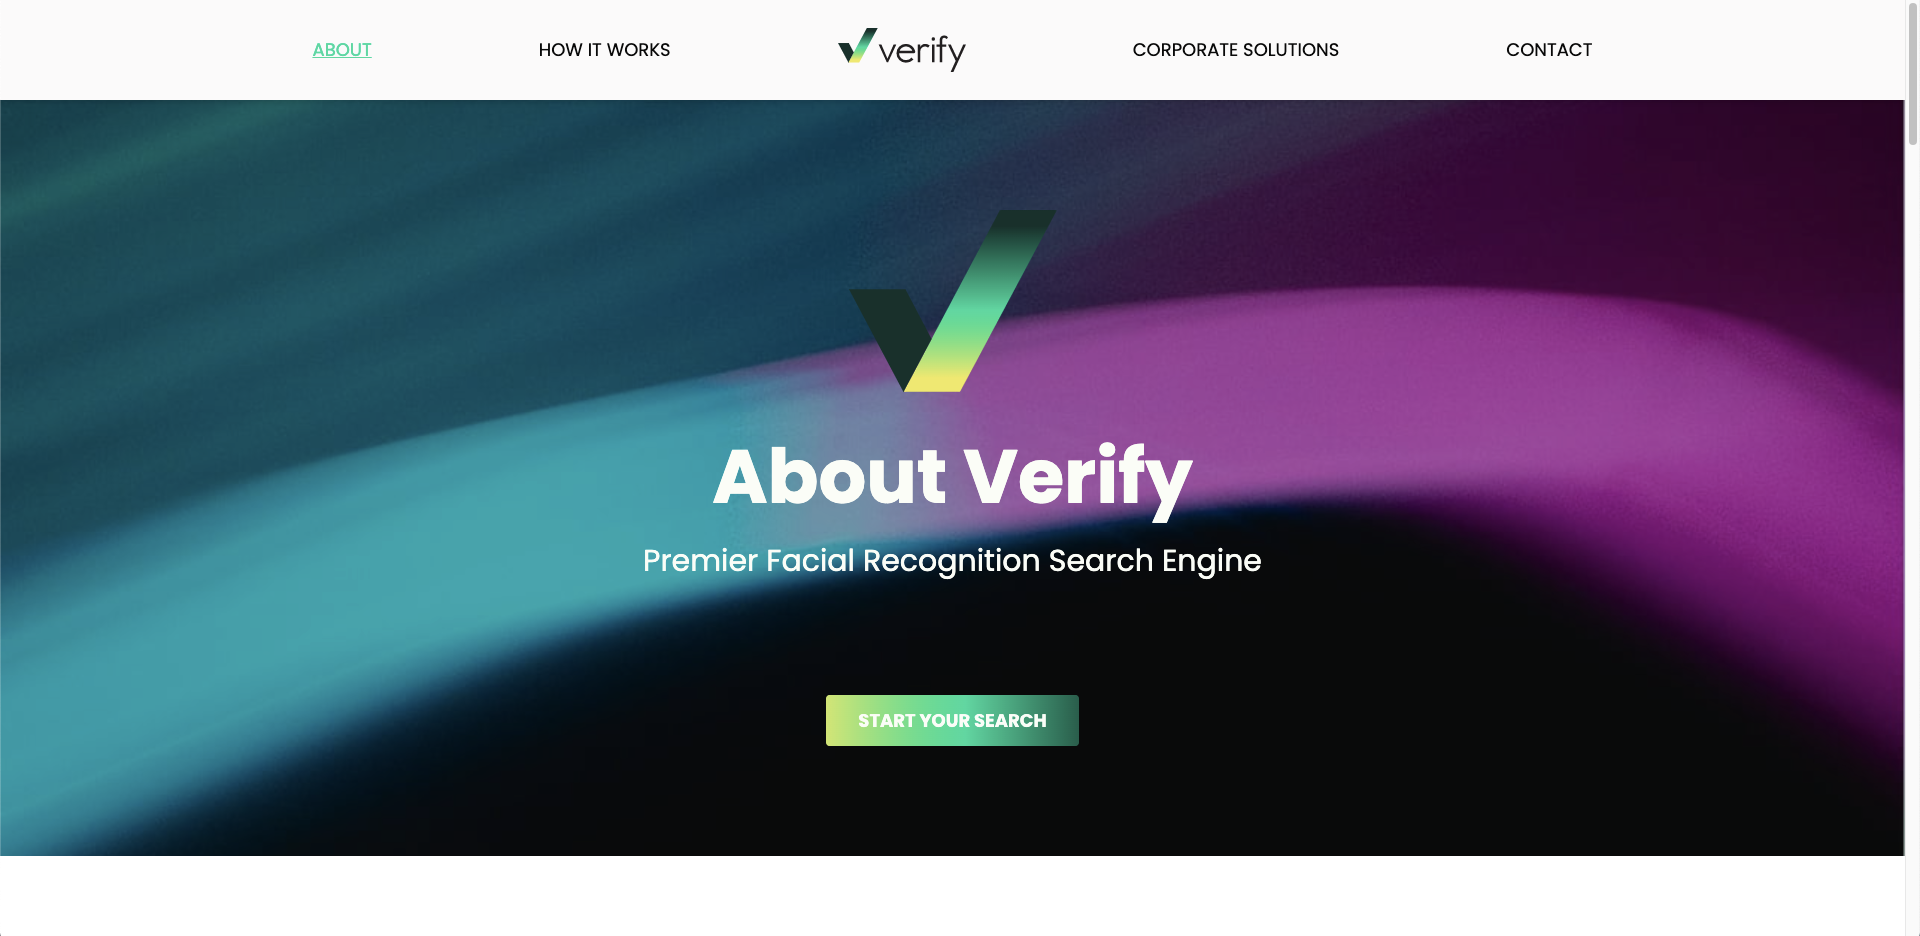 ABOUT
HOW IT WORKS
verify
CORPORATE SOLUTIONS
CONTACT
About Verify
Premier Facial Recognition Search Engine
START YOUR SEARCH